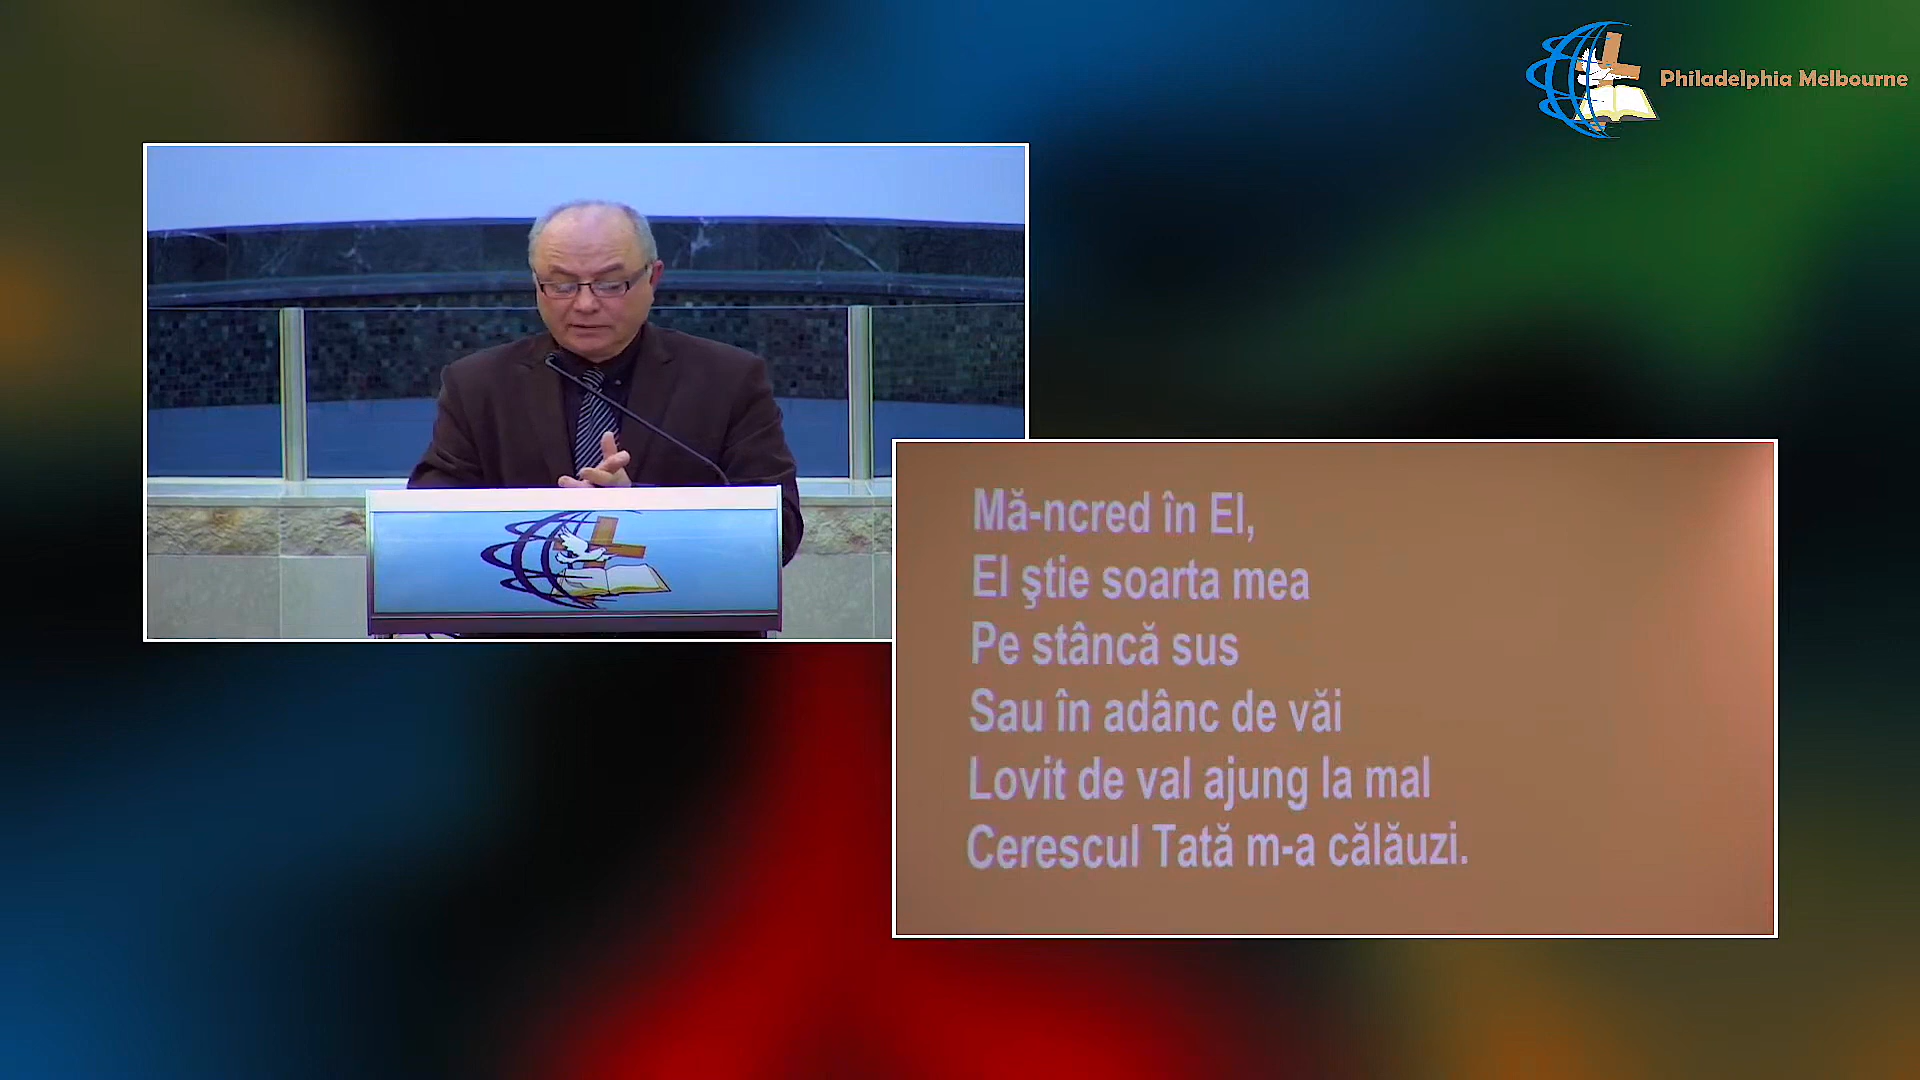 Philadelphia Melbourne
Mă-ncred în El,
El ştie soarta mea
Pe stâncă sus
Sau în adânc de văi
Lovit de val ajung la mal
Cerescul Tată m-a călăuzi.